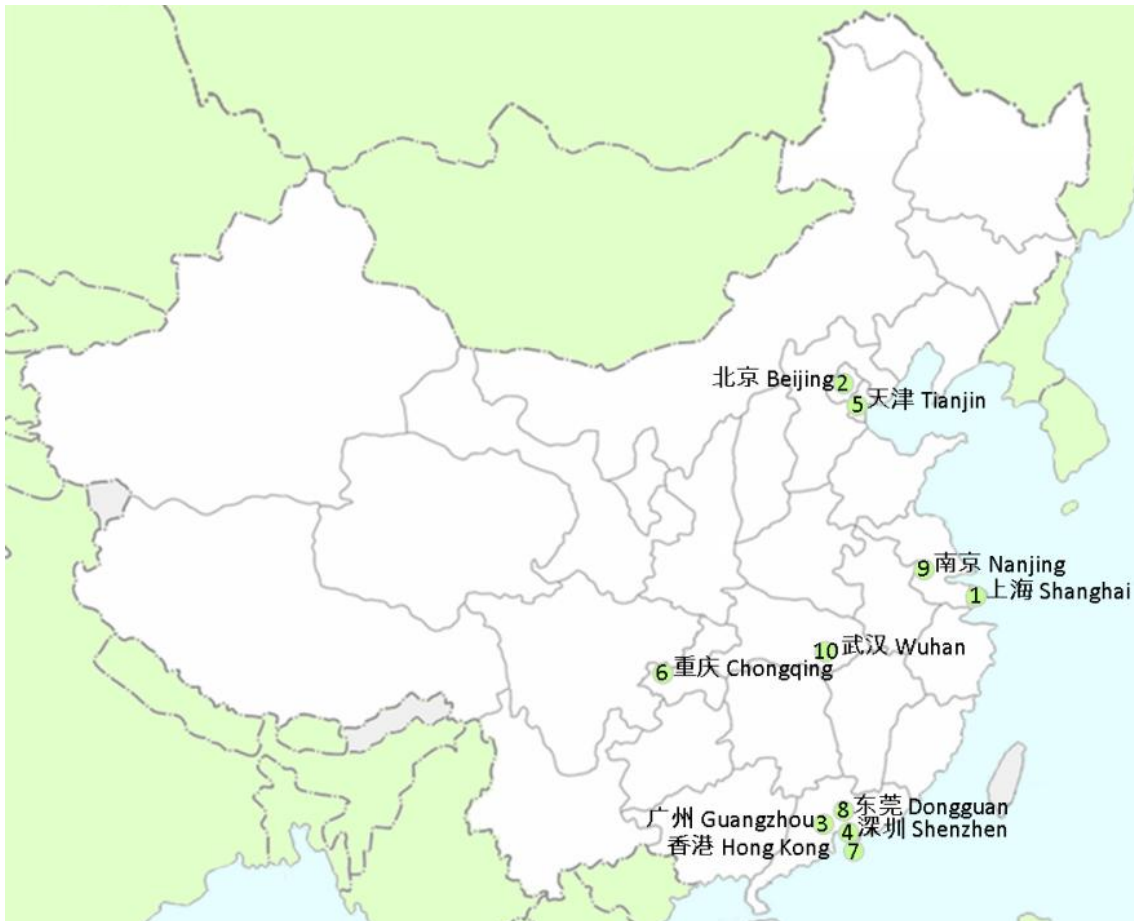 北京 Beijing 2
5 天津 Tianjin
9 南京 Nanjing
1 上海 Shanghai
10 武汉 Wuhan
6 重庆 Chongqing
8 东莞 Dongguan
广州 Guangzhou 3
4 深圳 Shenzhen
香港 Hong Kong 7